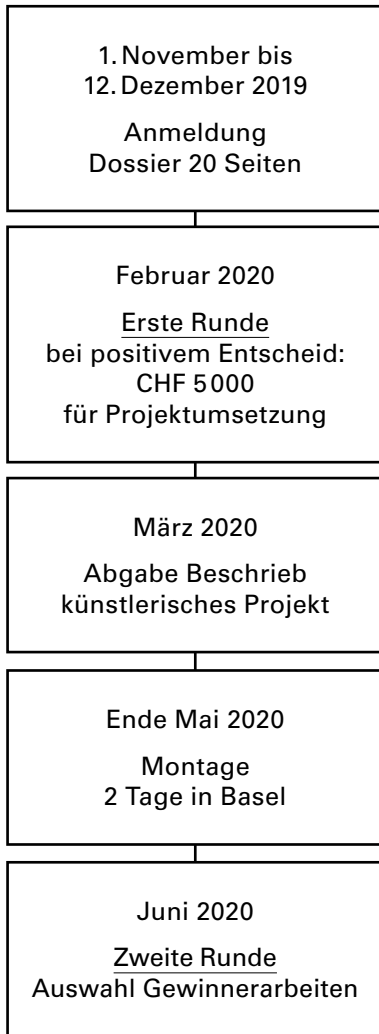 1. November bis
12. Dezember 2019
Anmeldung
Dossier 20 Seiten
Februar 2020
Erste Runde
bei positivem Entscheid:
CHF 5 000
für Projektumsetzung
März 2020
Abgabe Beschrieb
künstlerisches Projekt
Ende Mai 2020
Montage
2 Tage in Basel
Juni 2020
Zweite Runde
Auswahl Gewinnerarbeiten